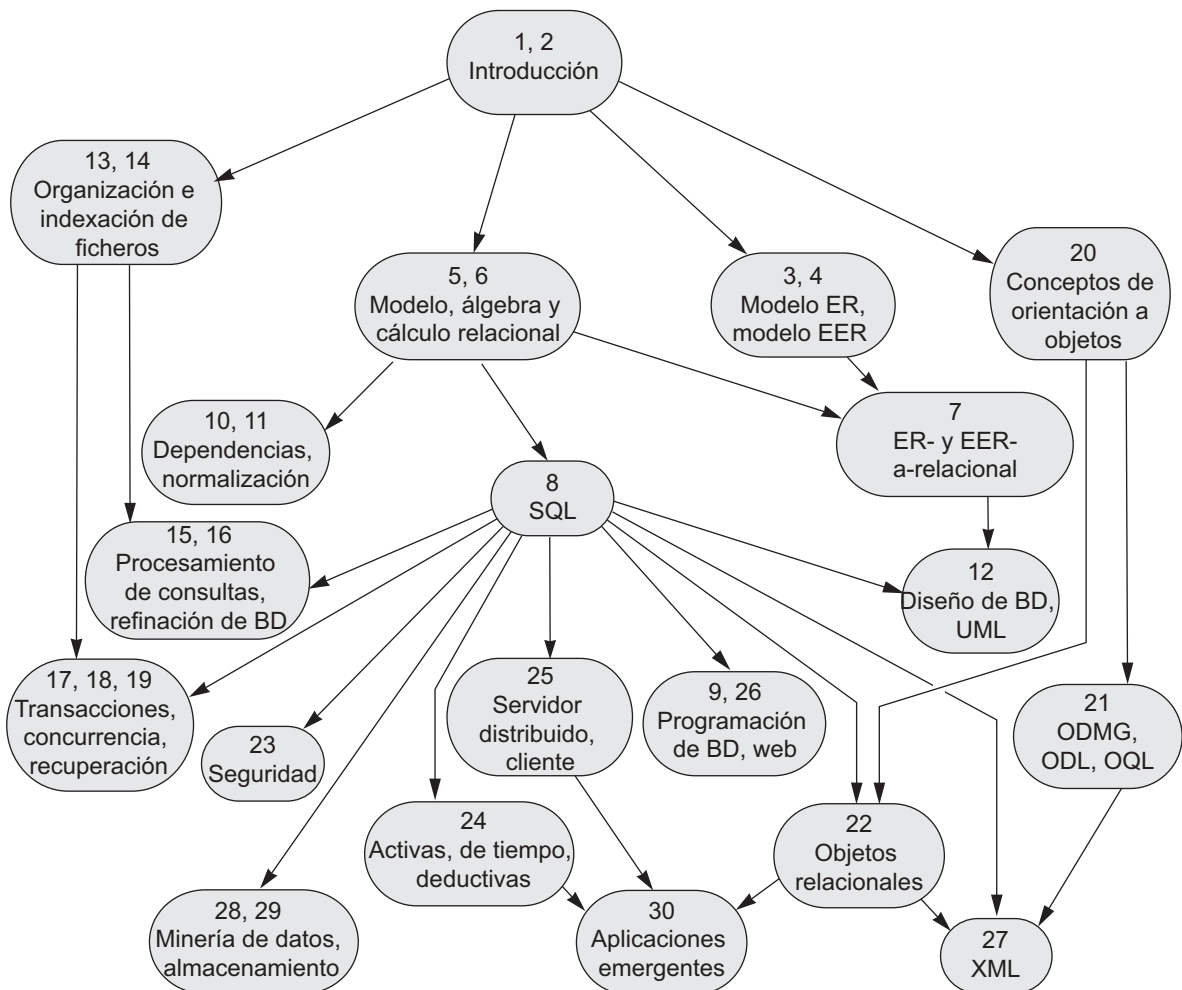 1, 2
Introducción
13, 14
Organización e
indexación de
ficheros
5, 6
Modelo, álgebra y
cálculo relacional
3, 4
Modelo ER,
modelo EER
20
Conceptos de
orientación a
objetos
10, 11
Dependencias,
normalización
7
ER- y EER-
a-relacional
8
SQL
15, 16
Procesamiento
de consultas,
refinación de BD
12
Diseño de BD,
UML
17, 18, 19
Transacciones,
concurrencia,
recuperación
23
Seguridad
25
Servidor
distribuido,
cliente
9, 26
Programación
de BD, web
21
ODMG,
ODL, OQL
24
Activas, de tiempo,
deductivas
22
Objetos
relacionales
28, 29
Minería de datos,
almacenamiento
30
Aplicaciones
emergentes
27
XML